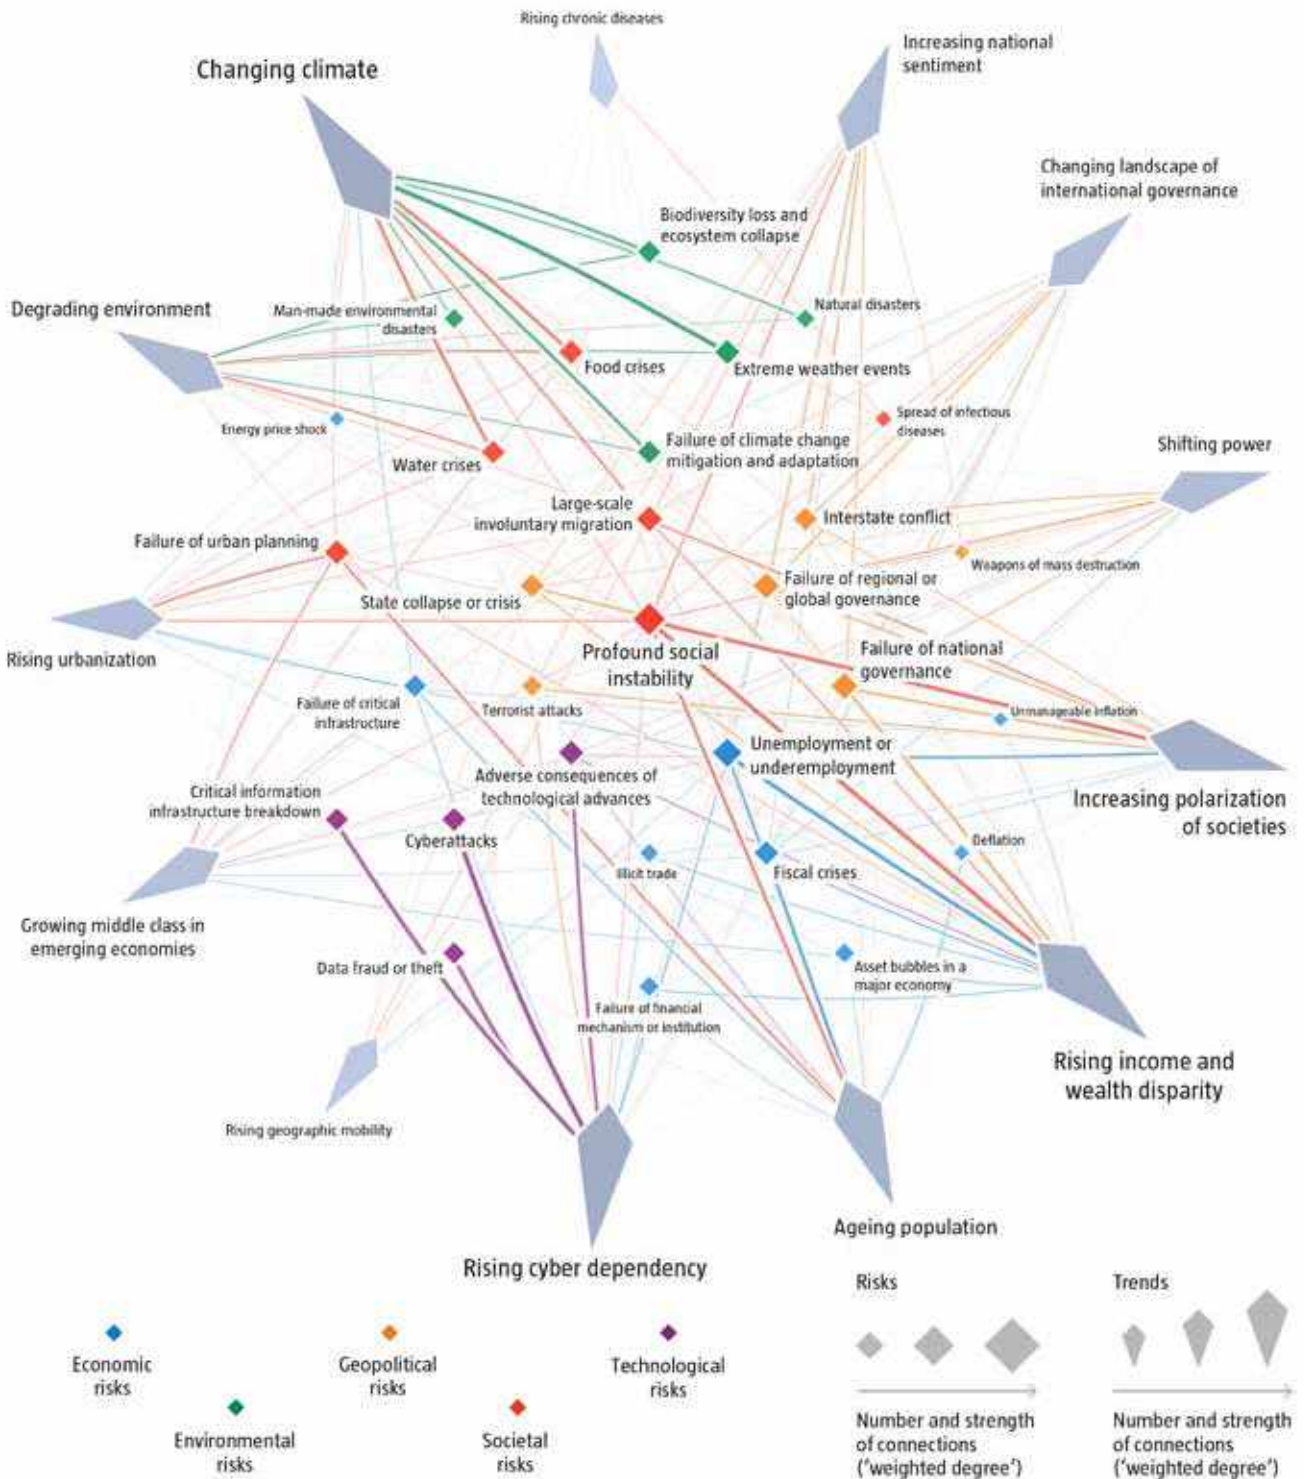 Rising chronic diseases
Increasing national
sentiment
Changing climate
Changing landscape of
international governance
Biodiversity loss and
ecosystem collapse
Degrading environment
Man-made environmental
disasters
Natural disasters
Food crises
Extreme weather events
Energy price shock
Spread of infectious
diseases
Water crises
Failure of climate change
mitigation and adaptation
Shifting power
Large-scale
involuntary migration
Interstate conflict
Failure of urban planning
Weapons of mass destruction
State collapse or crisis
Failure of regional or
global governance
Rising urbanization
Profound social
instability
Failure of national
governance
Failure of critical
infrastructure
Terrorist attacks
Unmanageable inflation
Unemployment or
underemployment
Adverse consequences of
technological advances
Critical information
infrastructure breakdown
Increasing polarization
of societies
Cyberattacks
Illicit trade
Fiscal crises
Deflation
Growing middle class in
emerging economies
Data fraud or theft
Asset bubbles in a
major economy
Failure of financial
mechanism or institution
Rising income and
wealth disparity
Rising geographic mobility
Ageing population
Rising cyber dependency
Risks
Trends
Economic
risks
Geopolitical
risks
Technological
risks
Environmental
risks
Societal
risks
Number and strength
of connections
('weighted degree')
Number and strength
of connections
('weighted degree')